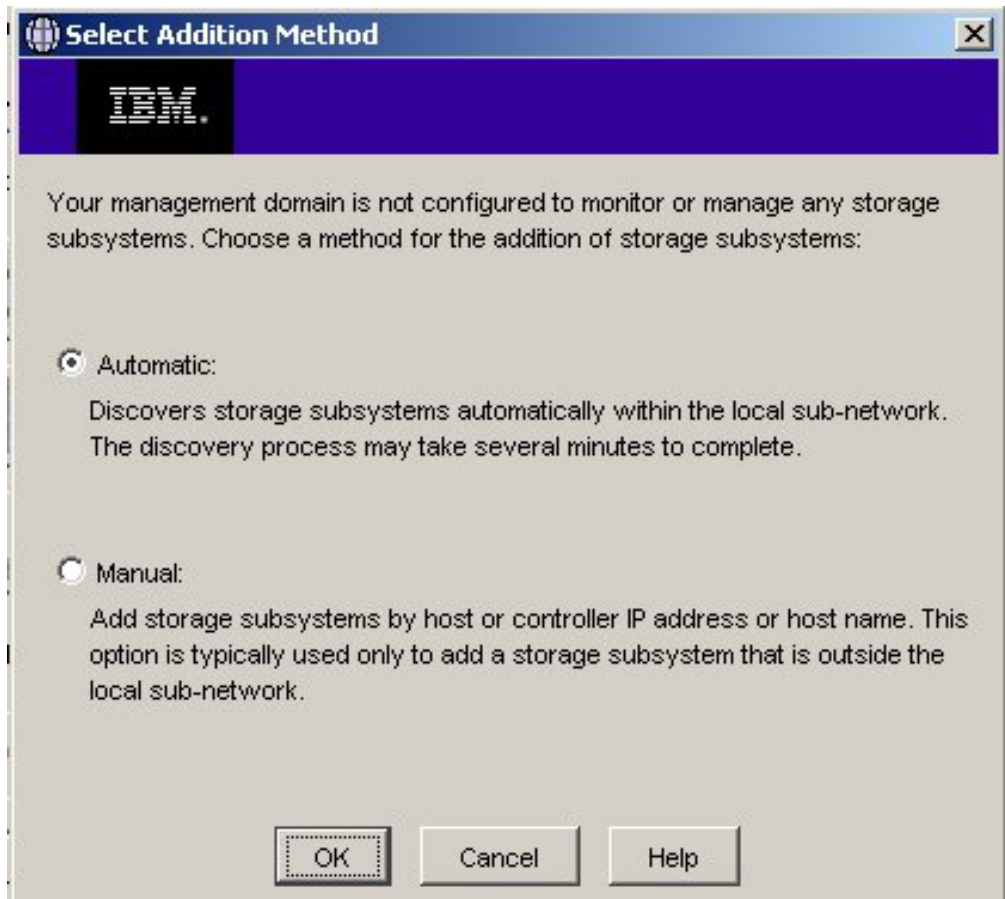 Select Addition Method
IBM.
Your management domain is not configured to monitor or manage any storage
subsystems. Choose a method for the addition of storage subsystems:
Automatic:
Discovers storage subsystems automatically within the local sub-network.
The discovery process may take several minutes to complete.
Manual:
Add storage subsystems by host or controller IP address or host name. This
option is typically used only to add a storage subsystem that is outside the
local sub-network.
OK Cancel Help